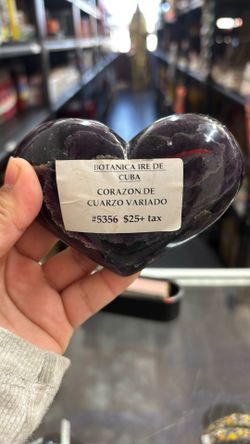 BOTANICA IRE DE
CUBA
CORAZON DE
CUARZO VARIADO
#5356 $25+ tax